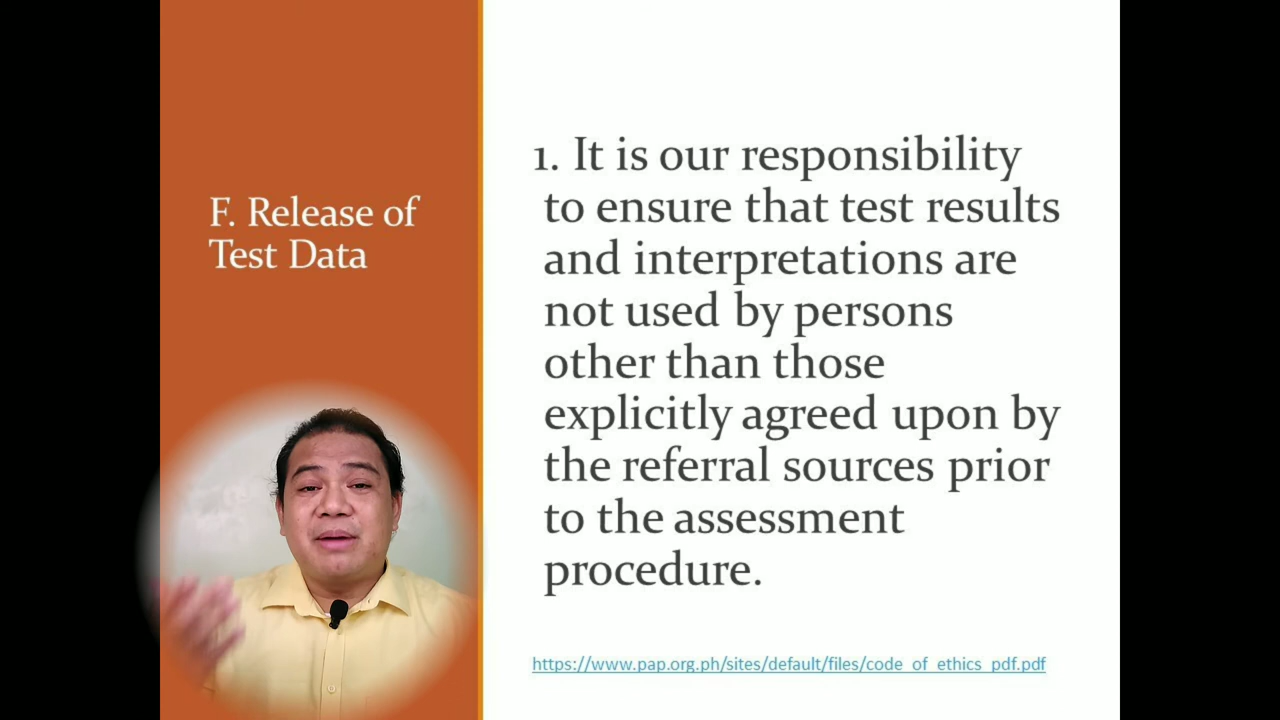 F. Release of
Test Data
1. It is our responsibility
to ensure that test results
and interpretations are
not used by persons
other than those
explicitly agreed upon by
the referral sources prior
to the assessment
procedure.
https://www.pap.org.ph/sites/default/files/code_of_ethics_pdf.pdf